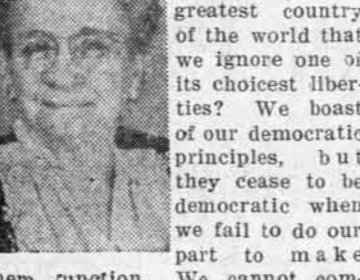 greatest country
of the world that
we ignore one of
its choicest liber-
ties? We boast
of our democratic
principles, but
they cease to be
democratic when
we fail to do our
part to make
function
We cannot com